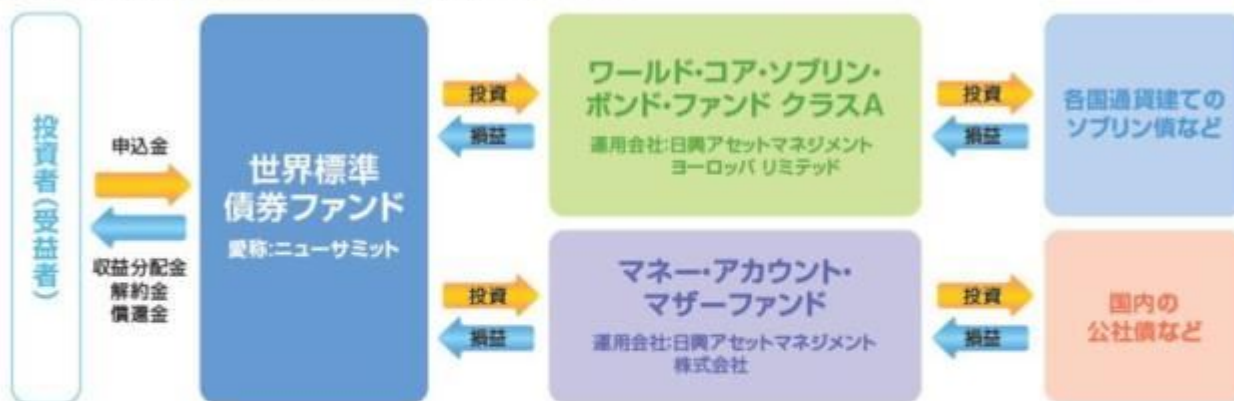 投資者(受益者)
申込金
収益分配金
解約金
償還金
世界標準
債券ファンド
愛称:ニューサミット
投資
損益
ワールド・コア・ソブリン・
ボンド・ファンド クラスA
運用会社:日興アセットマネジメント
ヨーロッパ リミテッド
投資
損益
各国通貨建ての
ソブリン債など
投資
損益
マネー・アカウント・
マザーファンド
運用会社:日興アセットマネジメント
株式会社
投資
損益
国内の
公社債など